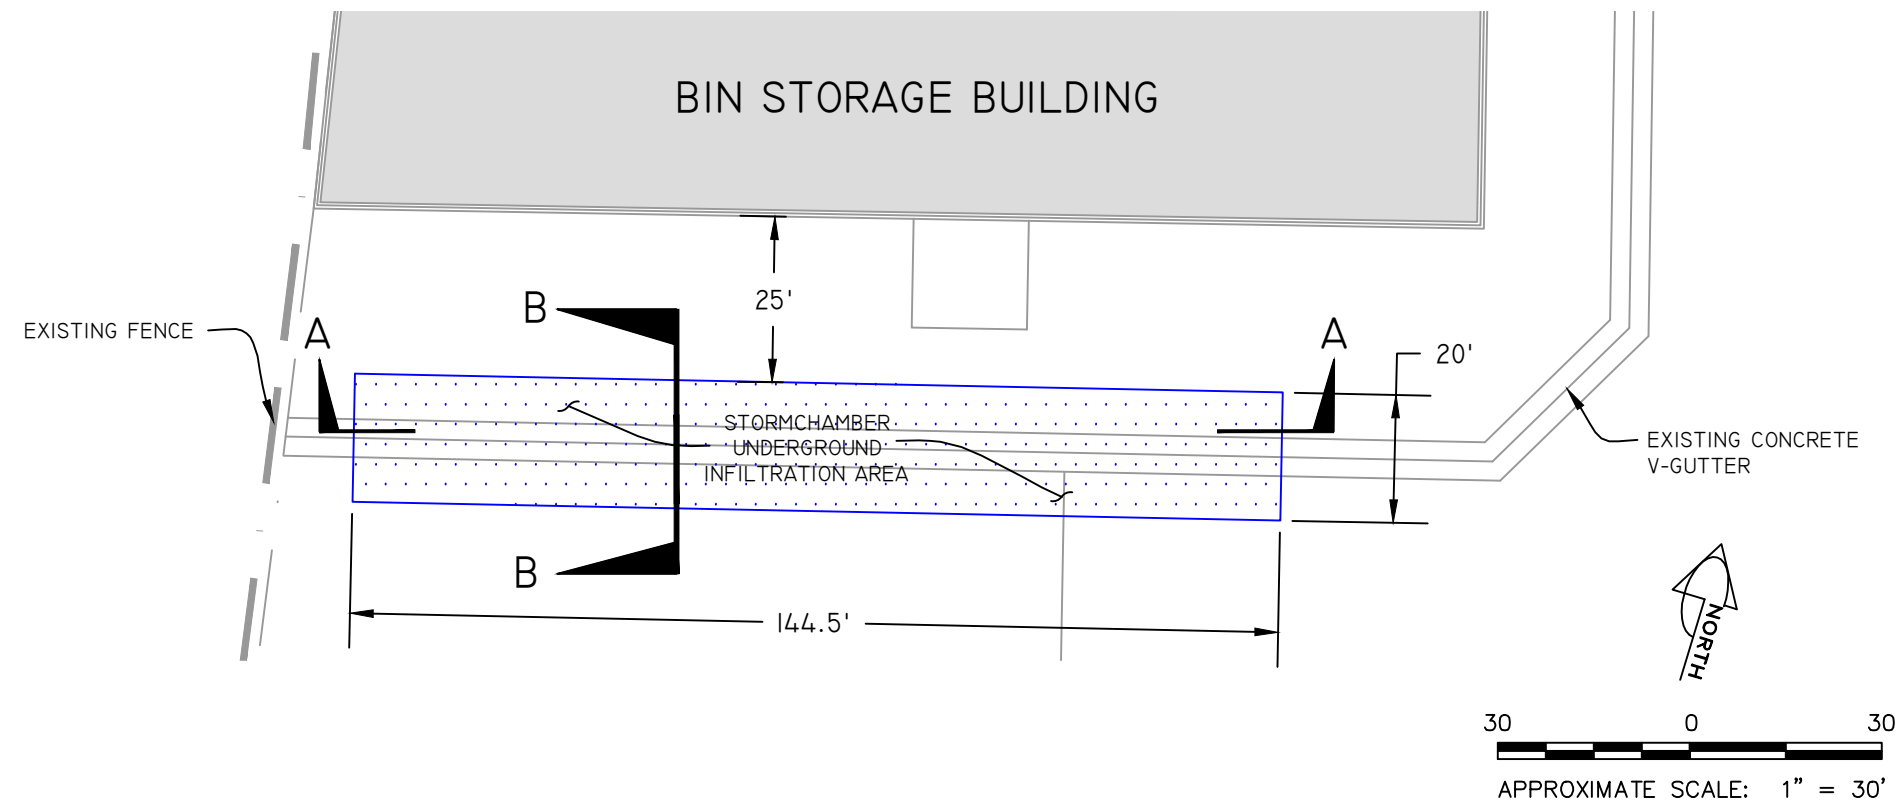 BIN STORAGE BUILDING
25'
B
EXISTING FENCE
A
A
20'
STORMCHAMBER
UNDERGROUND
INFILTRATION AREA
EXISTING CONCRETE
V-GUTTER
B
144.5'
NORTH
30 0 30
APPROXIMATE SCALE: 1" = 30'